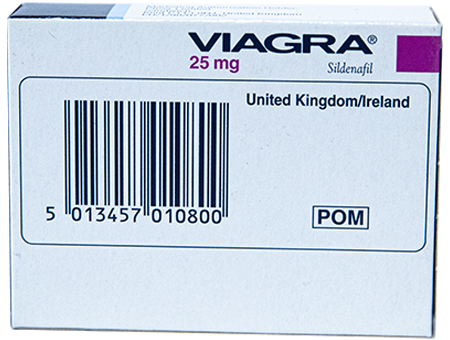 VIAGRA®
25 mg
Sildenafil
United Kingdom/Ireland
5 013457 010800
POM